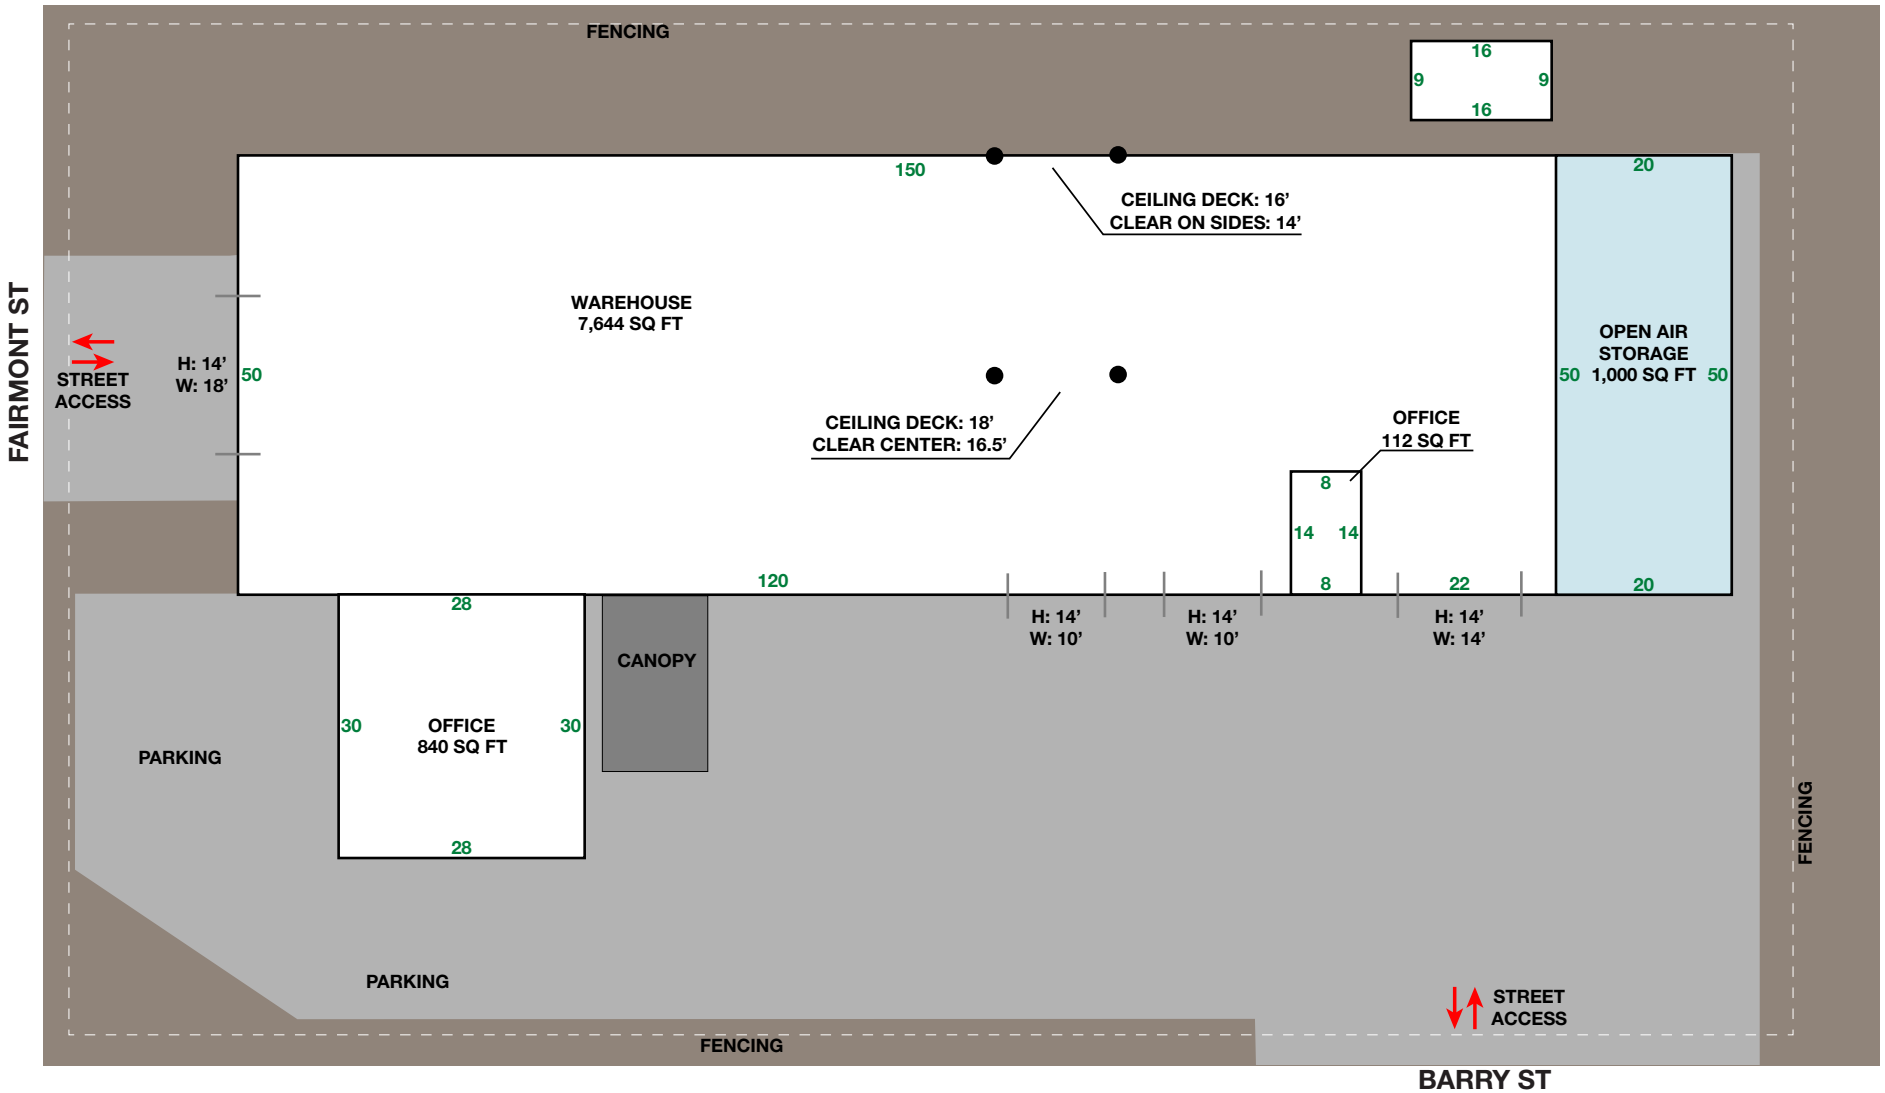 FENCING
16
9
9
16
150
20
CEILING DECK: 16’
CLEAR ON SIDES: 14’
WAREHOUSE
7,644 SQ FT
FAIRMONT ST
STREET
ACCESS
H: 14’
W: 18’
50
OPEN AIR
STORAGE
50 1,000 SQ FT 50
CEILING DECK: 18’
CLEAR CENTER: 16.5’
OFFICE
112 SQ FT
8
14 14
8
120
22
20
28
H: 14’
W: 10’
H: 14’
W: 10’
H: 14’
W: 14’
CANOPY
30
OFFICE
840 SQ FT
30
28
PARKING
PARKING
FENCING
STREET
ACCESS
FENCING
BARRY ST